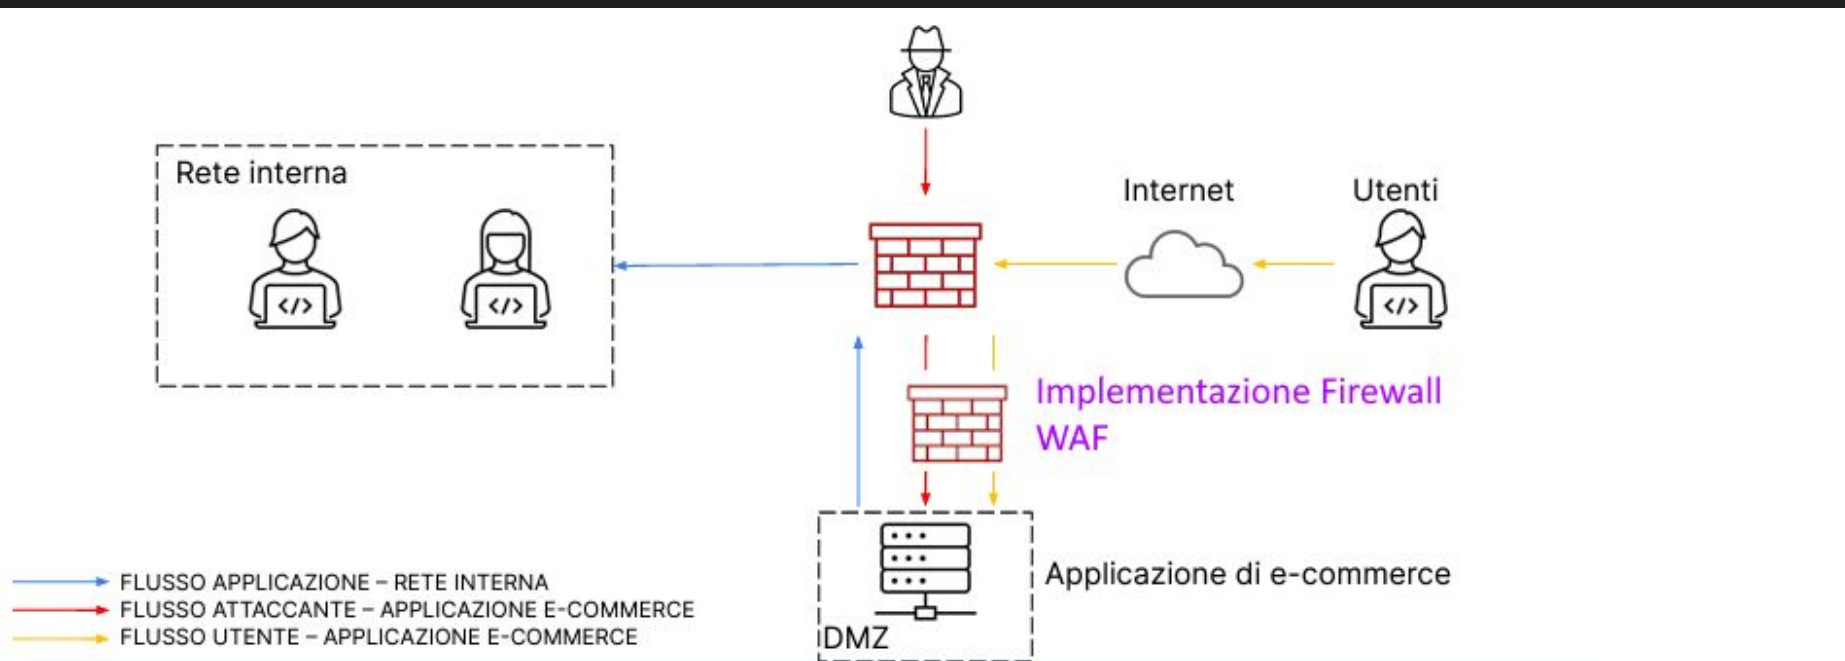 Rete interna
</>
</>
Internet
Utenti
</>
Implementazione Firewall
WAF
Applicazione di e-commerce
DMZ
FLUSSO APPLICAZIONE – RETE INTERNA
FLUSSO ATTACCANTE – APPLICAZIONE E-COMMERCE
FLUSSO UTENTE – APPLICAZIONE E-COMMERCE